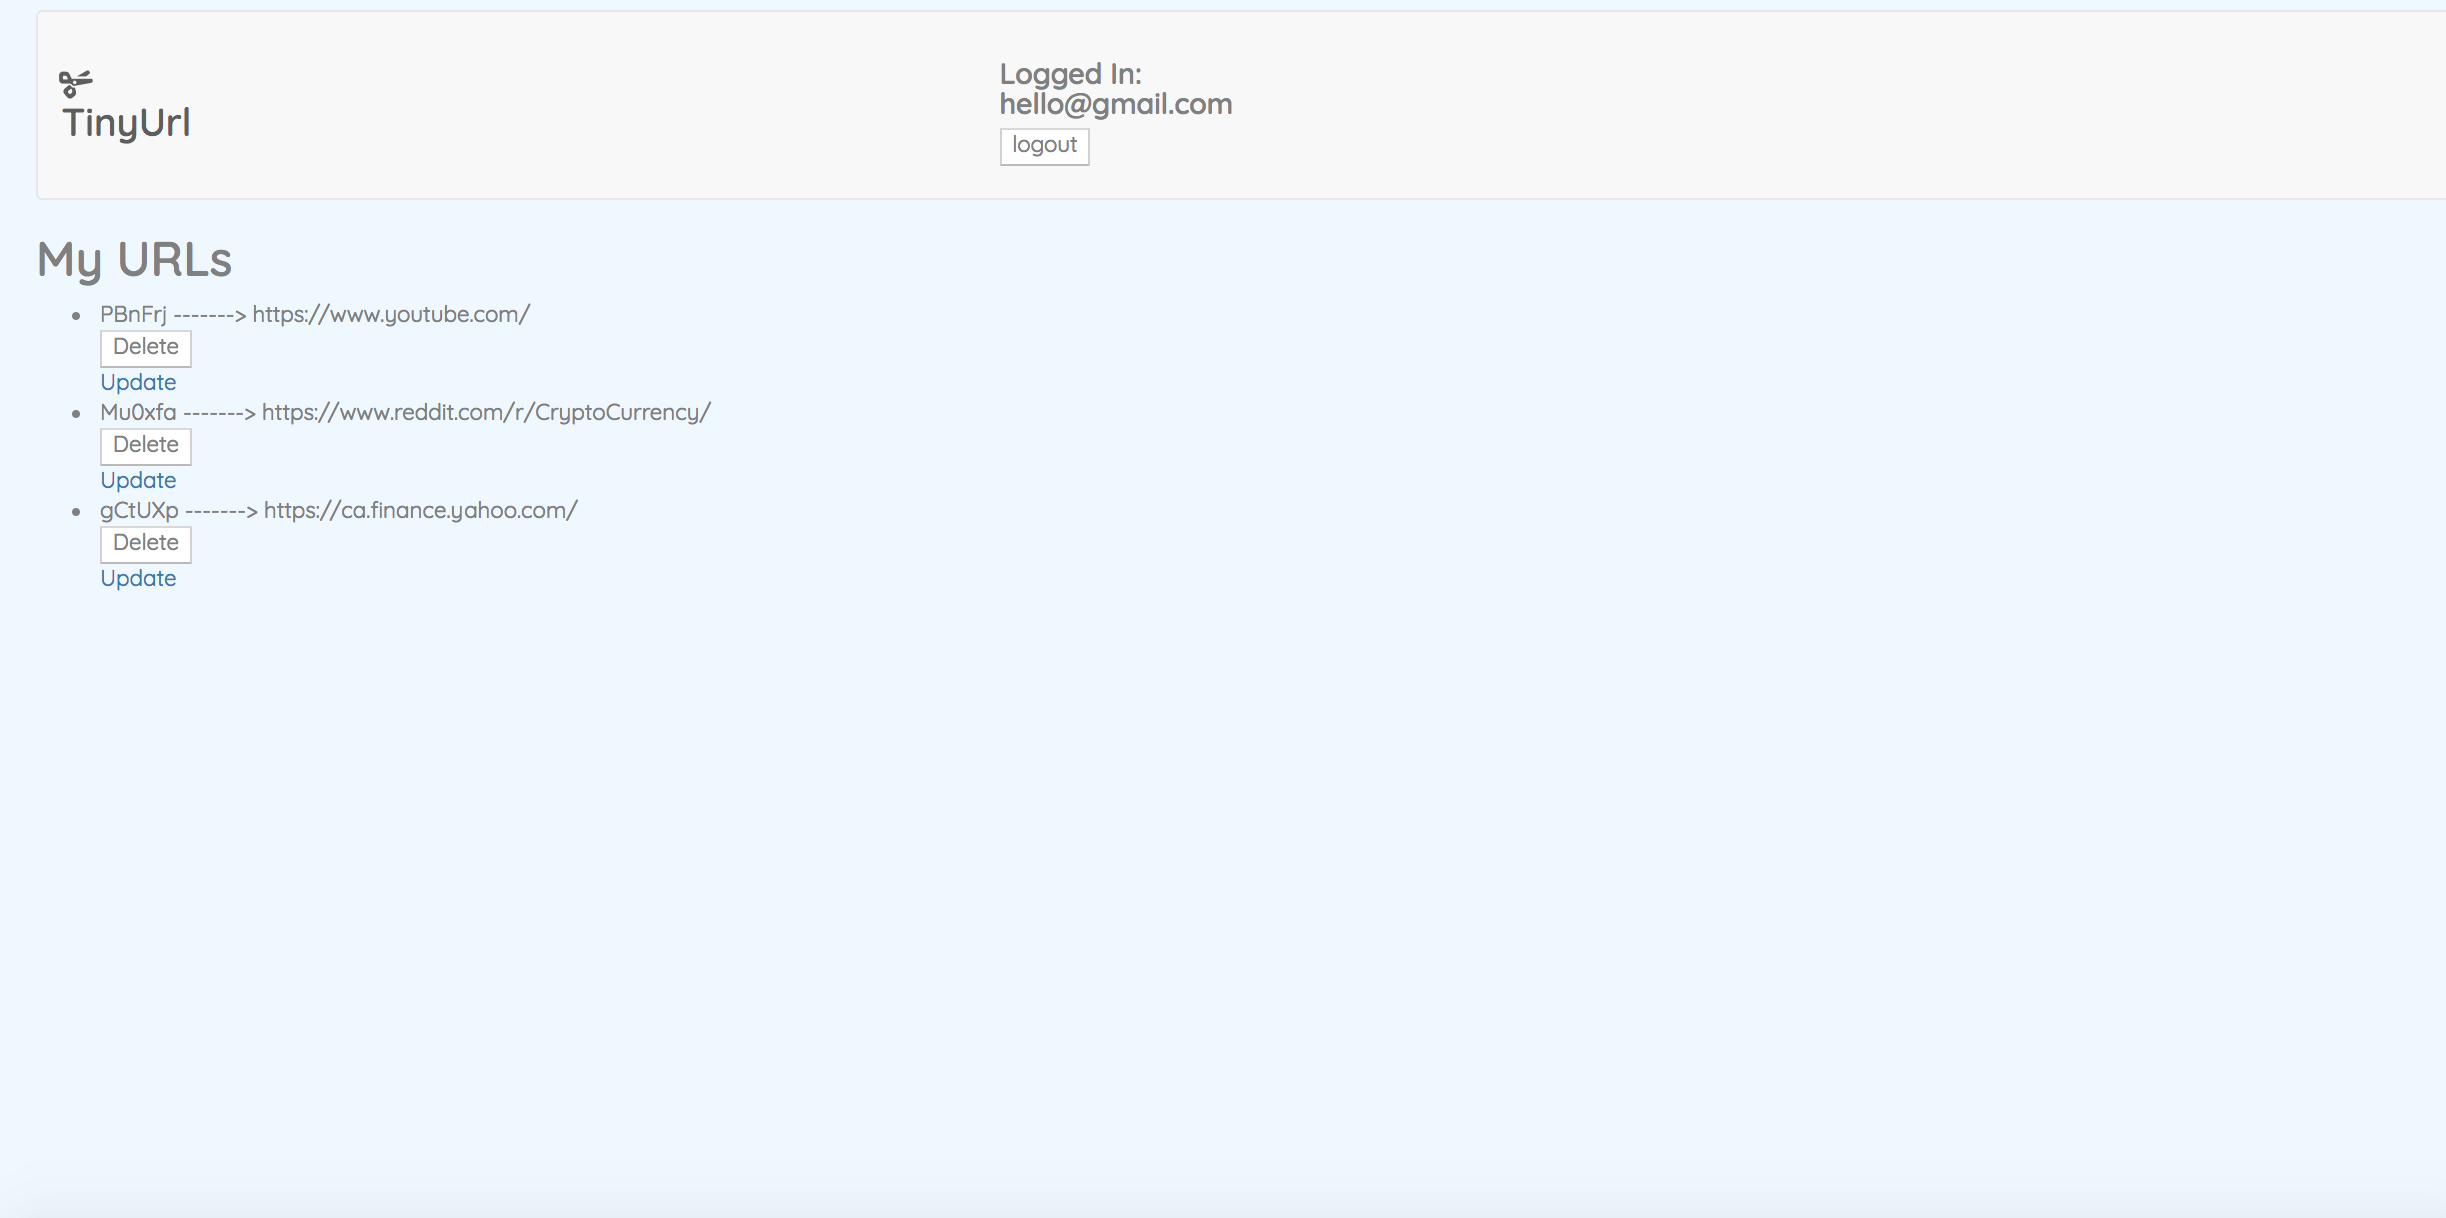 TinyUrl
Logged In:
hello@gmail.com
logout
My URLs
PBnFrj -------> https://www.youtube.com/
Delete
Update
Mu0xfa -------> https://www.reddit.com/r/CryptoCurrency/
Delete
Update
gCtUXp -------> https://ca.finance.yahoo.com/
Delete
Update